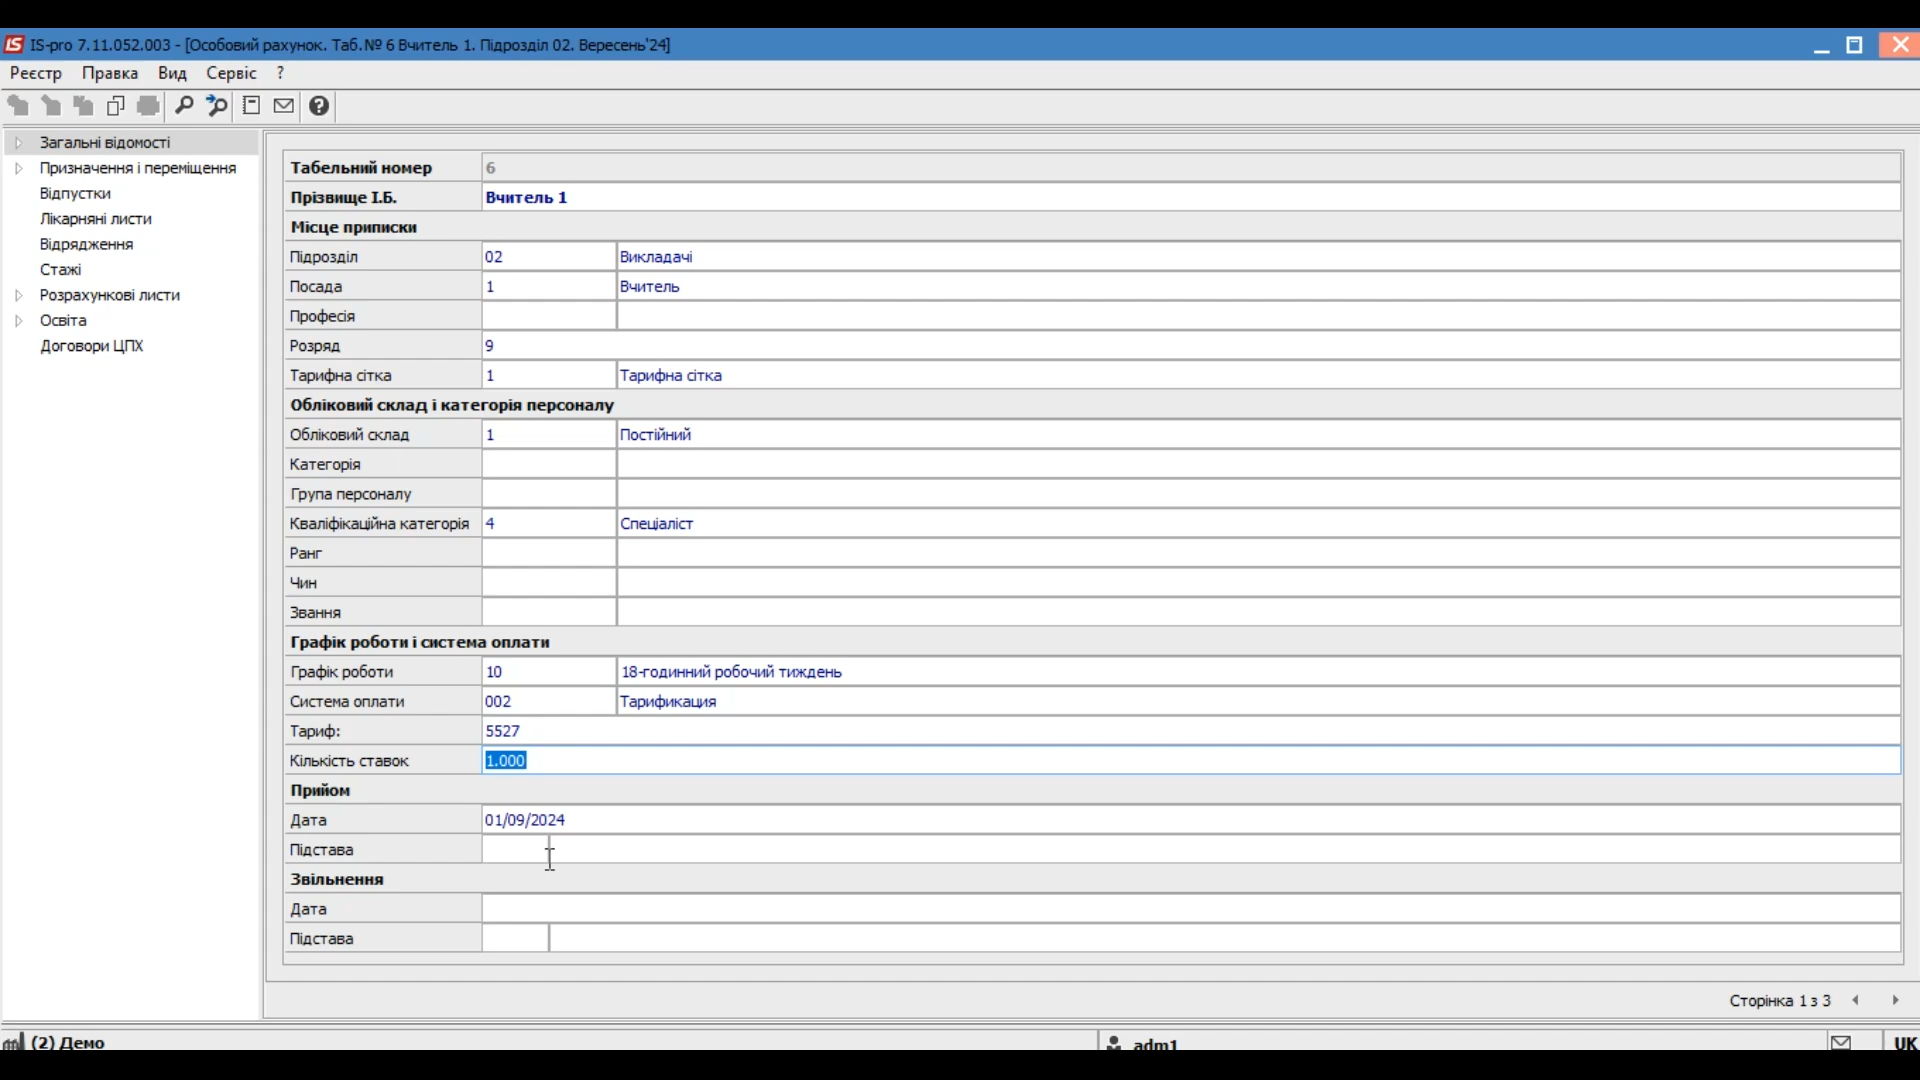 IS-pro 7.11.052.003 - [Особовий рахунок. Таб.№ 6 Вчитель 1. Підрозділ 02. Вересень'24]
Реєстр Правка Вид Сервіс ?
Загальні відомості
Призначення і переміщення
Відпустки
Лікарняні листи
Відрядження
Стажі
Розрахункові листи
Освіта
Договори ЦПХ
Табельний номер 6
Прізвище І.Б. Вчитель 1
Місце приписки
Підрозділ 02 Викладачі
Посада 1 Вчитель
Професія
Розряд 9
Тарифна сітка 1 Тарифна сітка
Обліковий склад і категорія персоналу
Обліковий склад 1 Постійний
Категорія
Група персоналу
Кваліфікаційна категорія 4 Спеціаліст
Ранг
Чин
Звання
Графік роботи і система оплати
Графік роботи 10 18-годинний робочий тиждень
Система оплати 002 Тарификация
Тариф: 5527
Кількість ставок 1.000
Прийом
Дата 01/09/2024
Підстава
Звільнення
Дата
Підстава
Сторінка 1 з 3
(2) Демо adm1 UK